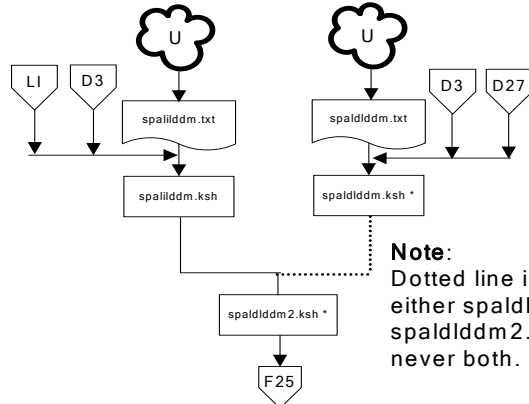 U
U
LI
D3
D3
D27
spalilddm.txt
spaldlddm.txt
spalilddm.ksh
spaldlddm.ksh *
Note:
Dotted line i
either spaldl
spaldlddm2.
never both.
spaldlddm2.ksh *
F25